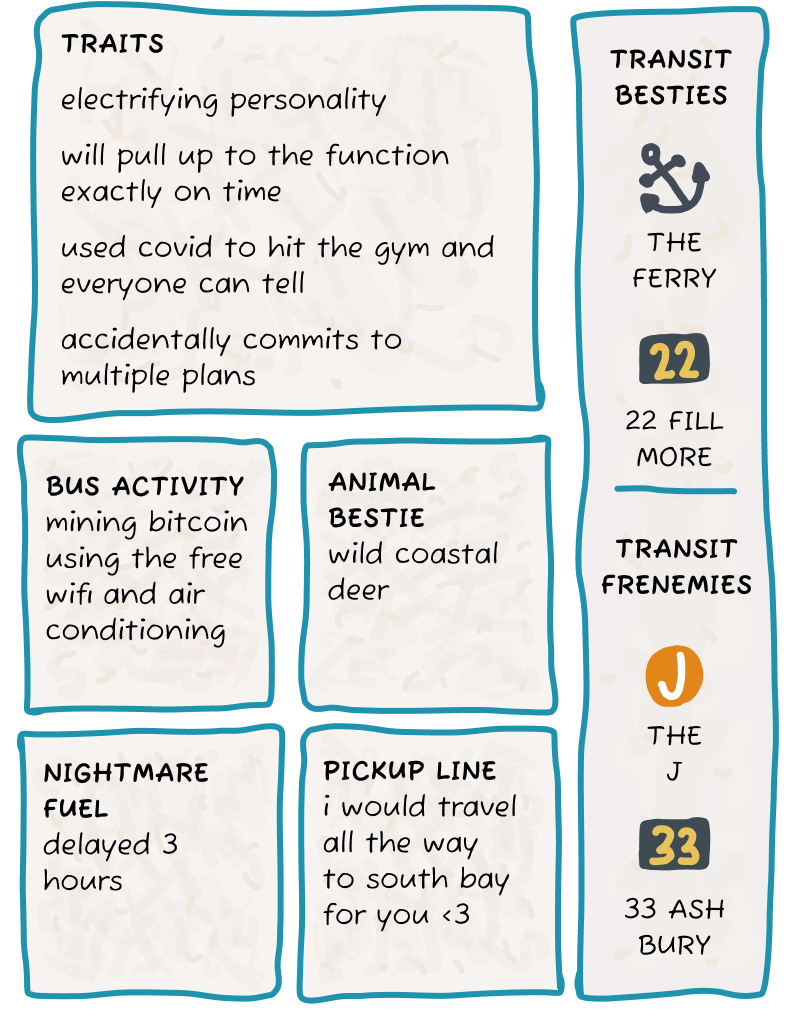 TRAITS
electrifying personality
will pull up to the function
exactly on time
used covid to hit the gym and
everyone can tell
accidentally commits to
multiple plans
BUS ACTIVITY
mining bitcoin
using the free
wifi and air
conditioning
ANIMAL
BESTIE
wild coastal
deer
NIGHTMARE
FUEL
delayed 3
hours
PICKUP LINE
i would travel
all the way
to south bay
for you <3
TRANSIT
BESTIES
THE
FERRY
22
22 FILL
MORE
TRANSIT
FRENEMIES
J
THE
J
33
33 ASH
BURY